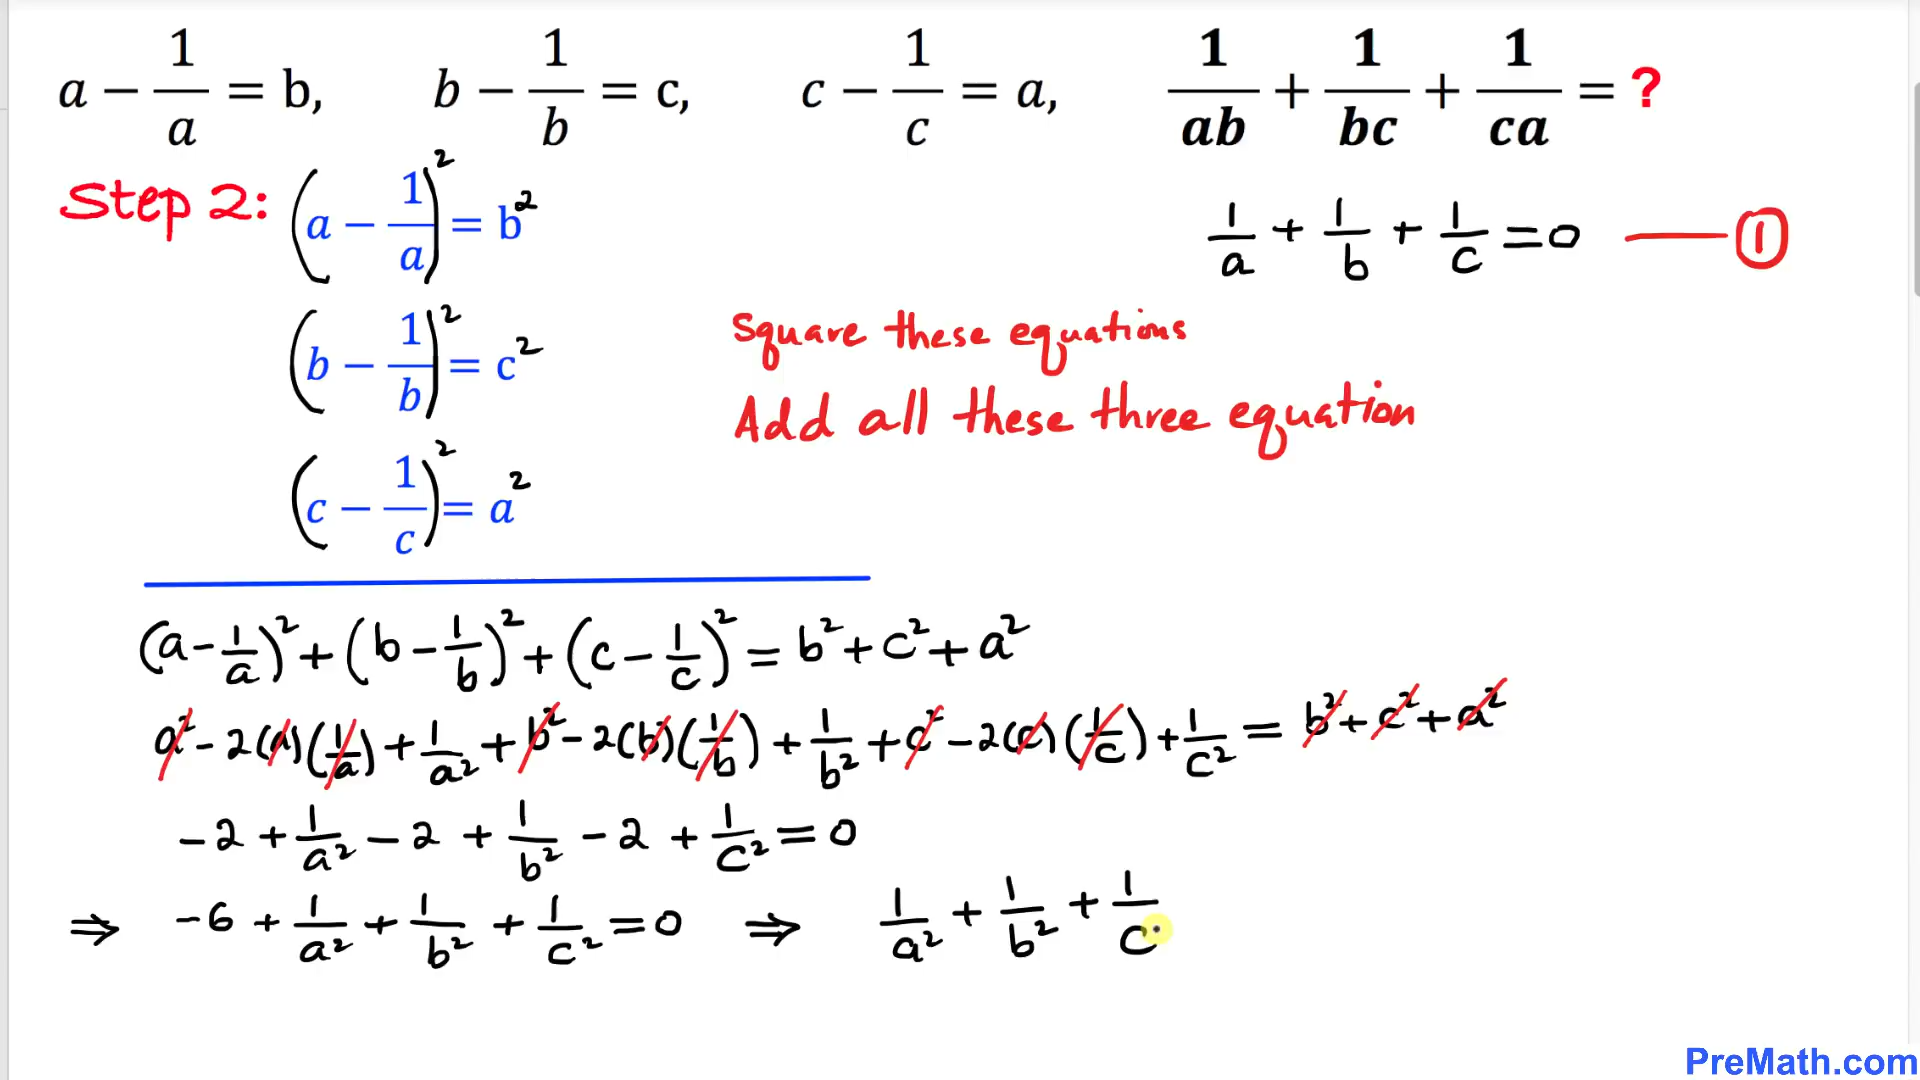 a − 1/a = b, b − 1/b = c, c − 1/c = a, 1/ab + 1/bc + 1/ca = ?
Step 2: (a − 1/a)² = b²
1/a + 1/b + 1/c = 0 —— ①
(b − 1/b)² = c²
Square these equations
Add all these three equation
(c − 1/c)² = a²
(a − 1/a)² + (b − 1/b)² + (c − 1/c)² = b² + c² + a²
a² − 2(a)(1/a) + 1/a² + b² − 2(b)(1/b) + 1/b² + c² − 2(c)(1/c) + 1/c² = b² + c² + a²
−2 + 1/a² − 2 + 1/b² − 2 + 1/c² = 0
⇒ −6 + 1/a² + 1/b² + 1/c² = 0 ⇒ 1/a² + 1/b² + 1/c
PreMath.com